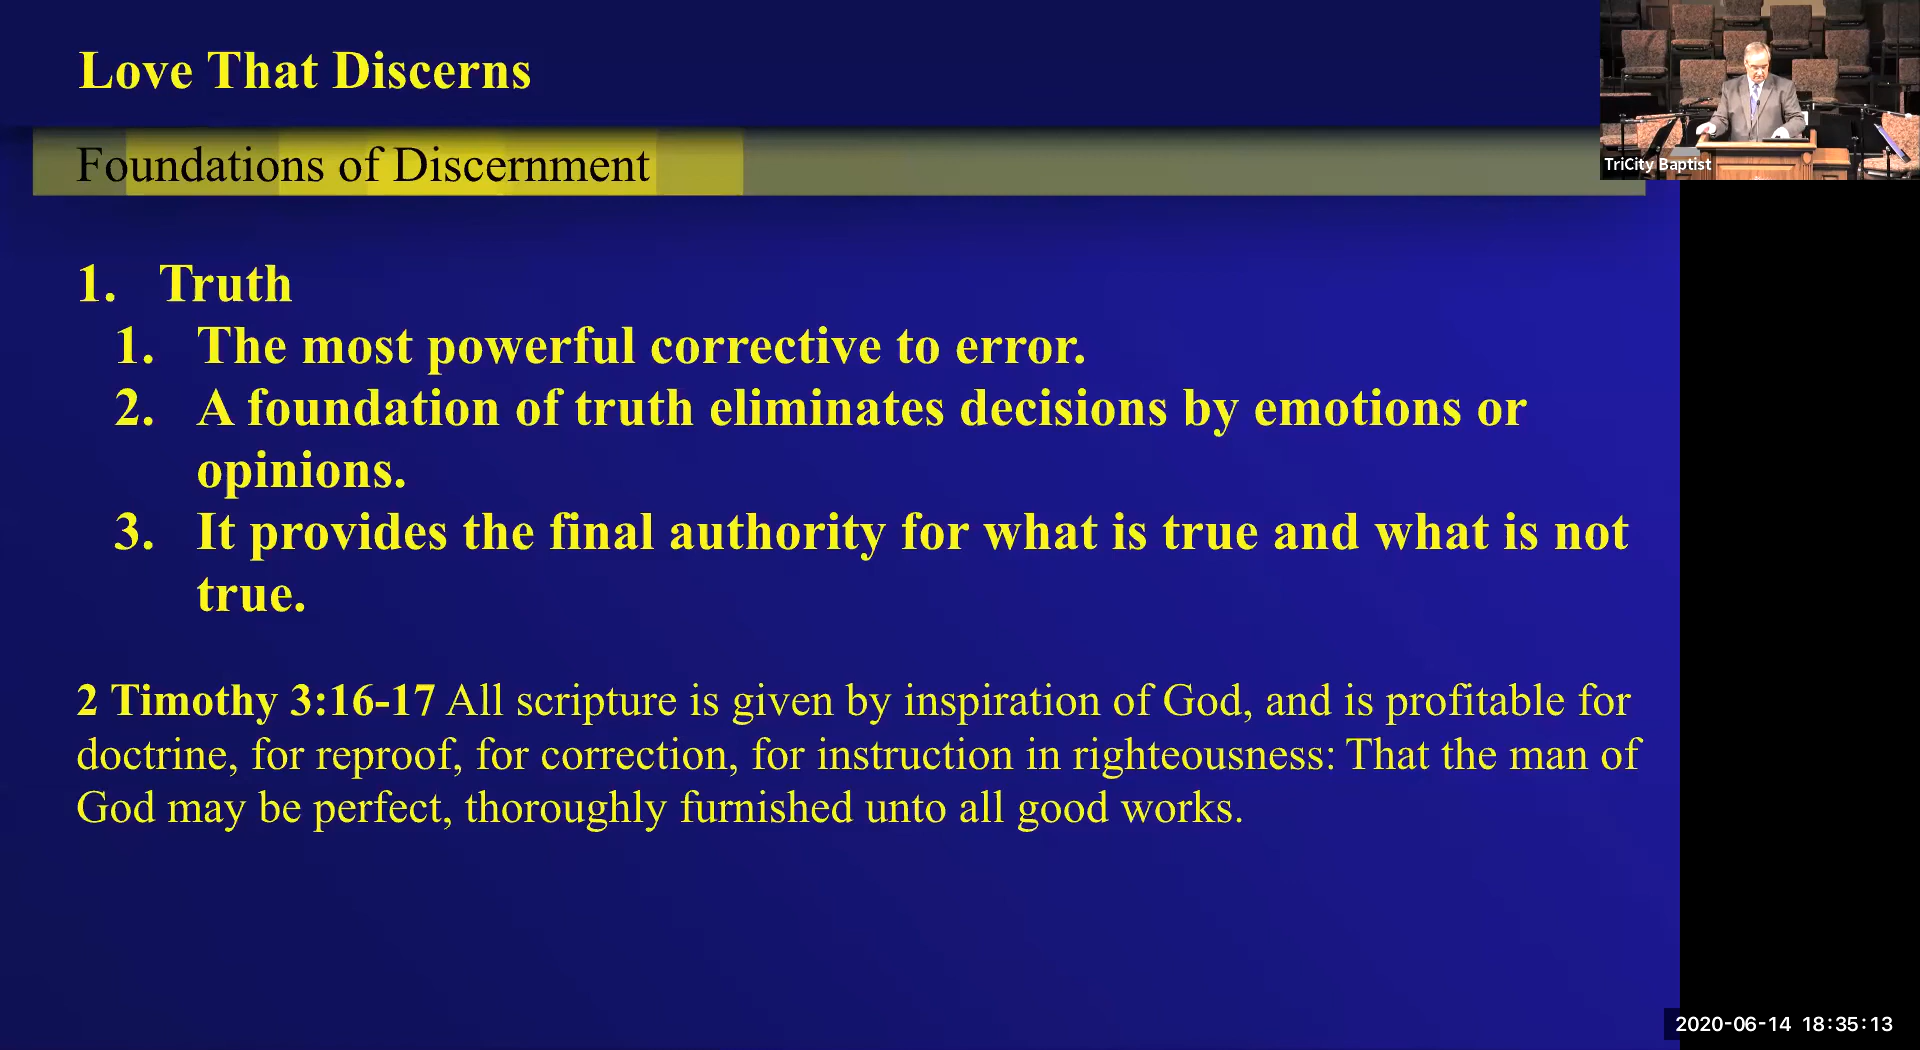 Love That Discerns
TriCity Baptist
Foundations of Discernment
1. Truth
1. The most powerful corrective to error.
2. A foundation of truth eliminates decisions by emotions or
opinions.
3. It provides the final authority for what is true and what is not
true.
2 Timothy 3:16-17 All scripture is given by inspiration of God, and is profitable for
doctrine, for reproof, for correction, for instruction in righteousness: That the man of
God may be perfect, thoroughly furnished unto all good works.
2020-06-14 18:35:13